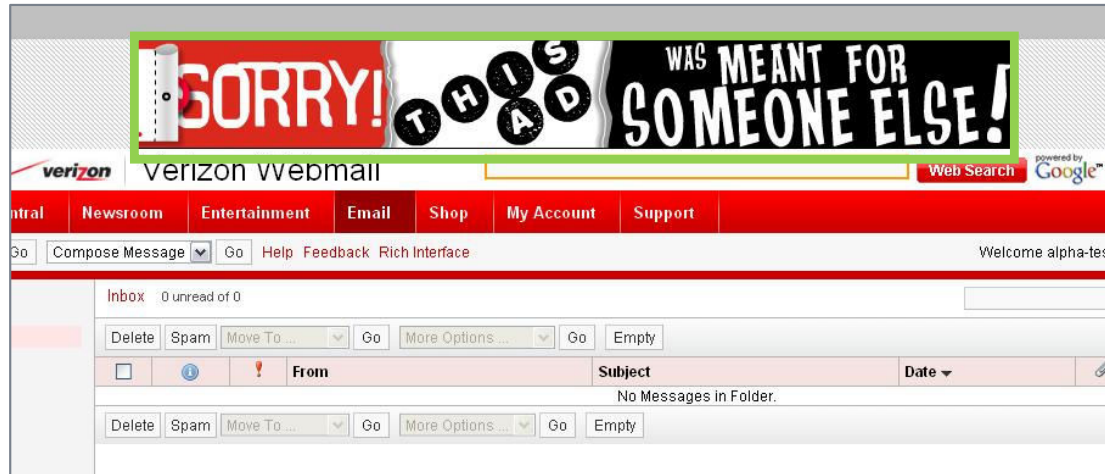 SORRY! THIS AD WAS MEANT FOR SOMEONE ELSE!
verizon Verizon Webmail Web Search powered by Google™
ntral Newsroom Entertainment Email Shop My Account Support
Go Compose Message Go Help Feedback Rich Interface Welcome alpha-tes
Inbox 0 unread of 0
Delete Spam Move To ... Go More Options ... Go Empty
From Subject Date
No Messages in Folder.
Delete Spam Move To ... Go More Options ... Go Empty